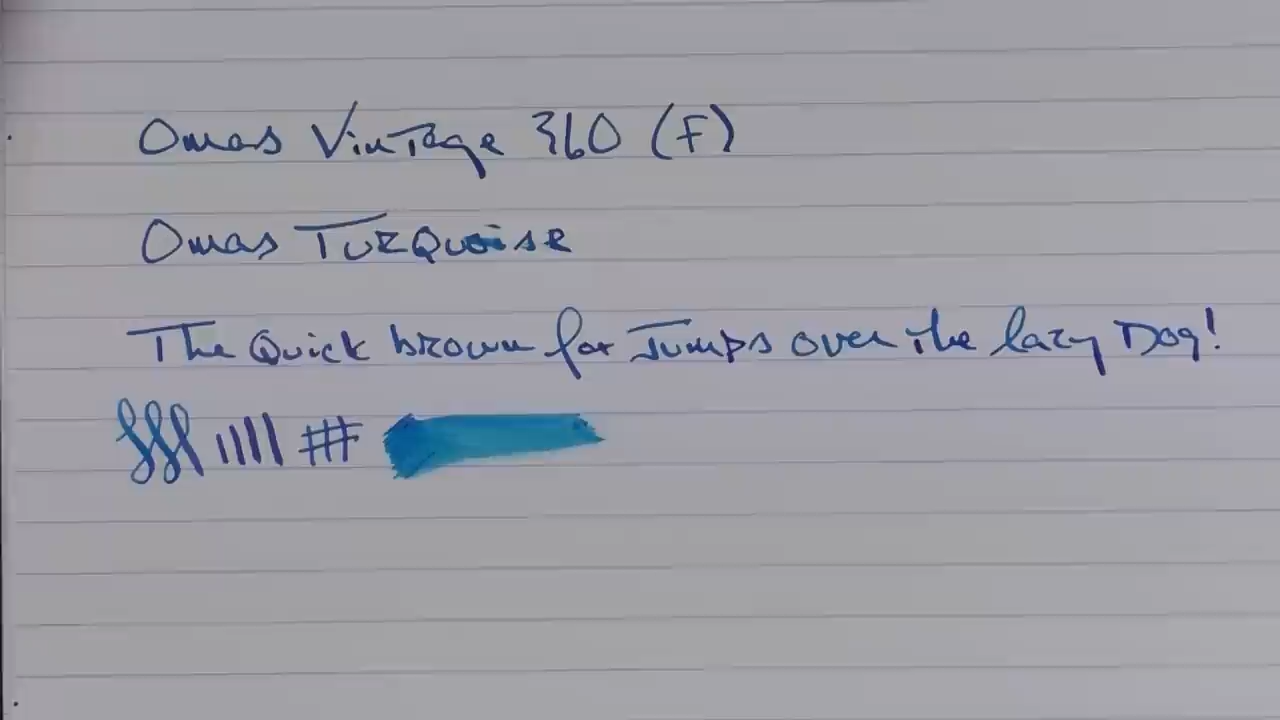 Omas Vintage 360 (F)
Omas Turquoise
The Quick brown fox Jumps over the lazy Dog!